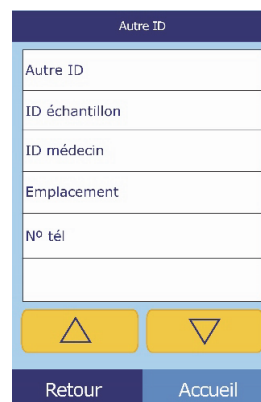 Autre ID
Autre ID
ID échantillon
ID médecin
Emplacement
Nº tél
Retour Accueil